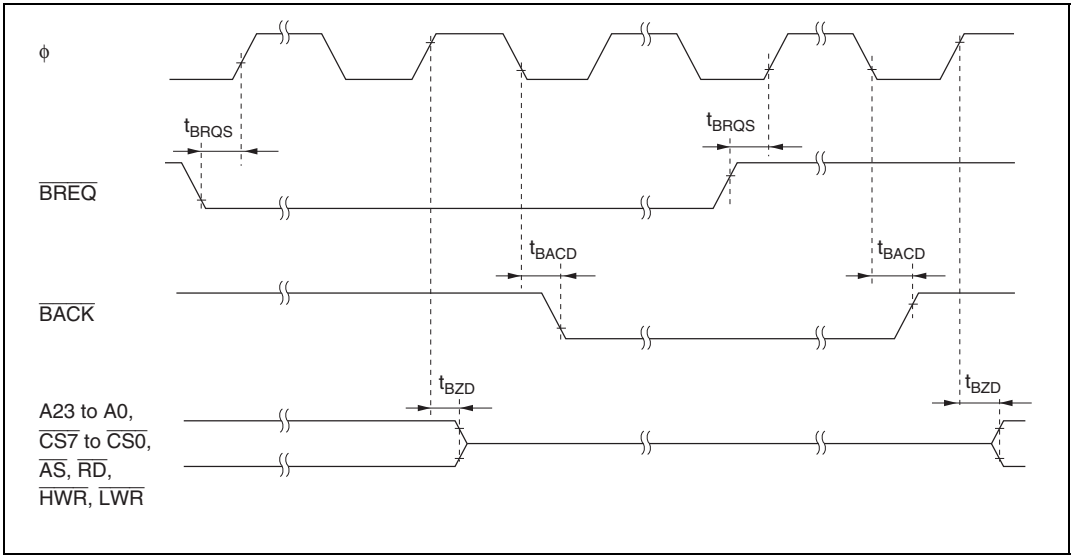 ϕ
tBRQS
tBRQS
BREQ
tBACD
tBACD
BACK
tBZD
tBZD
A23 to A0,
CS7 to CS0,
AS, RD,
HWR, LWR